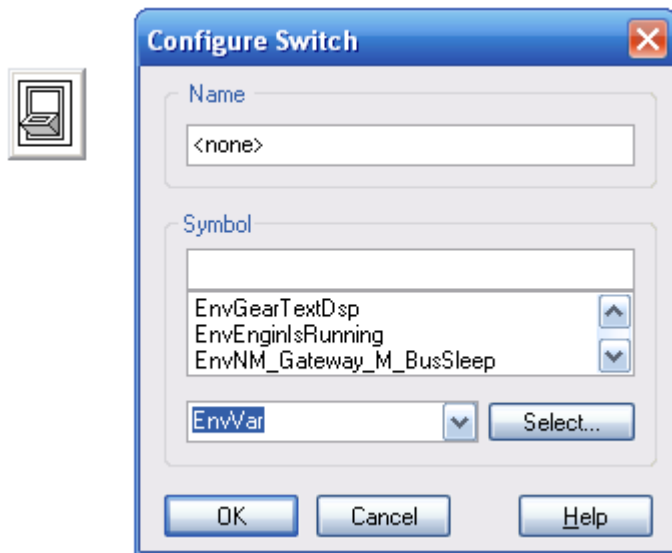 Configure Switch
Name
<none>
Symbol
EnvGearTextDsp
EnvEnginIsRunning
EnvNM_Gateway_M_BusSleep
EnvVar
Select...
OK
Cancel
Help